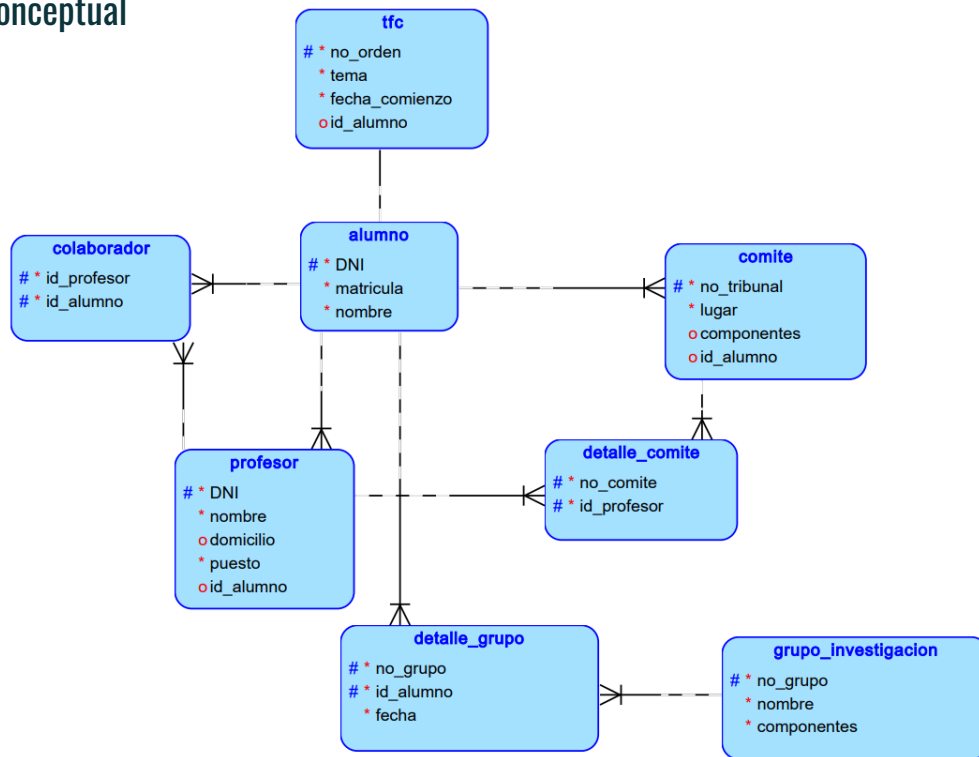 onceptual
tfc
# * no_orden
* tema
* fecha_comienzo
o id_alumno
colaborador
# * id_profesor
# * id_alumno
alumno
# * DNI
* matricula
* nombre
comite
# * no_tribunal
* lugar
o componentes
o id_alumno
profesor
# * DNI
* nombre
o domicilio
* puesto
o id_alumno
detalle_comite
# * no_comite
# * id_profesor
detalle_grupo
# * no_grupo
# * id_alumno
* fecha
grupo_investigacion
# * no_grupo
* nombre
* componentes